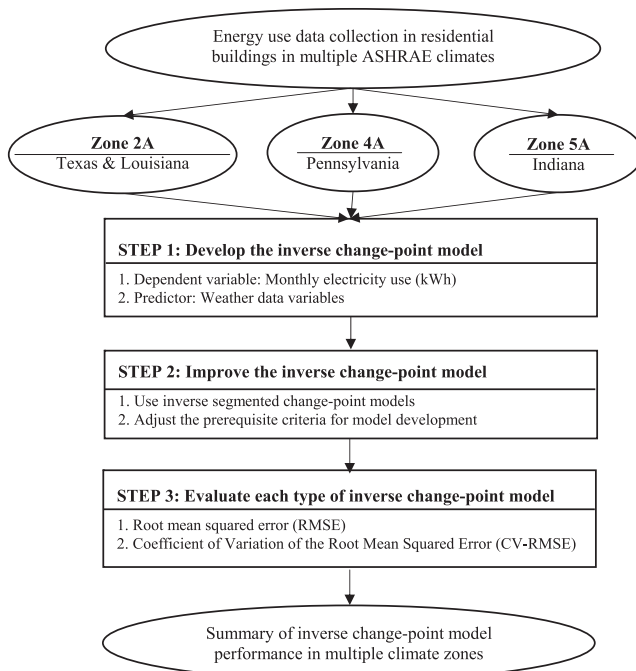 Energy use data collection in residential
buildings in multiple ASHRAE climates
Zone 2A
Texas & Louisiana
Zone 4A
Pennsylvania
Zone 5A
Indiana
STEP 1: Develop the inverse change-point model
1. Dependent variable: Monthly electricity use (kWh)
2. Predictor: Weather data variables
STEP 2: Improve the inverse change-point model
1. Use inverse segmented change-point models
2. Adjust the prerequisite criteria for model development
STEP 3: Evaluate each type of inverse change-point model
1. Root mean squared error (RMSE)
2. Coefficient of Variation of the Root Mean Squared Error (CV-RMSE)
Summary of inverse change-point model
performance in multiple climate zones